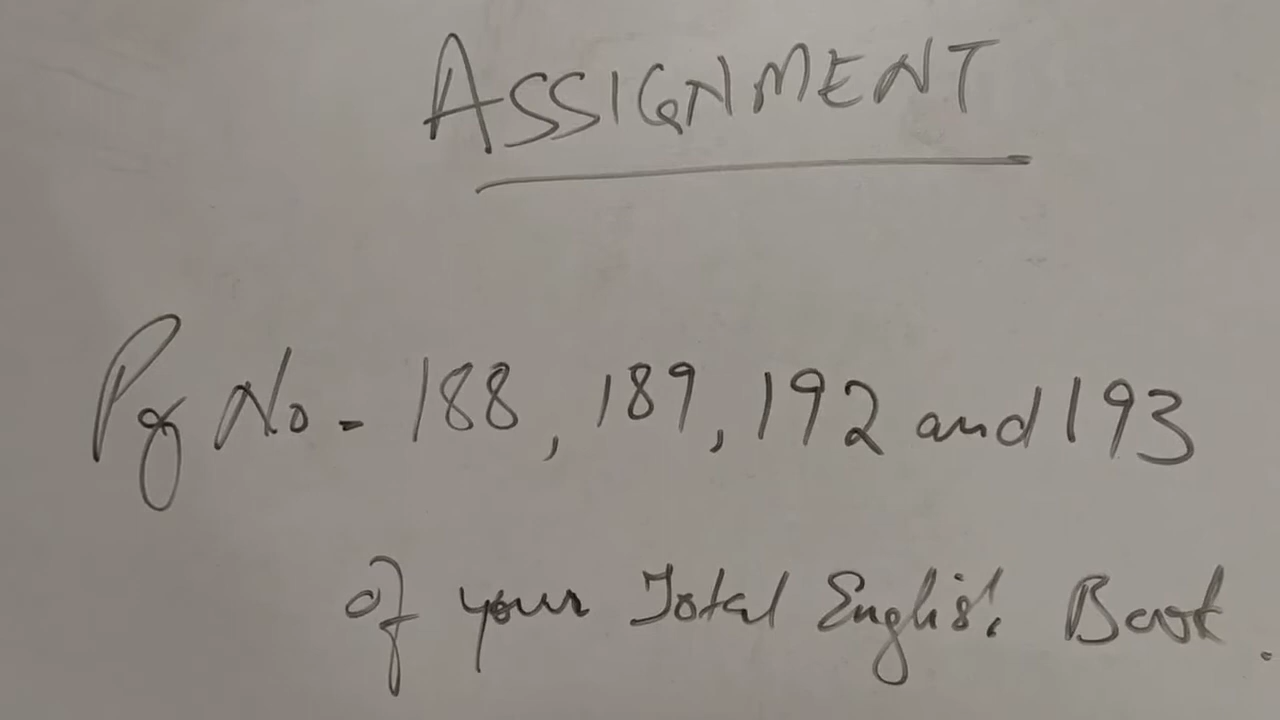 ASSIGNMENT
Pg No - 188, 189, 192 and 193
of your Total English Book.